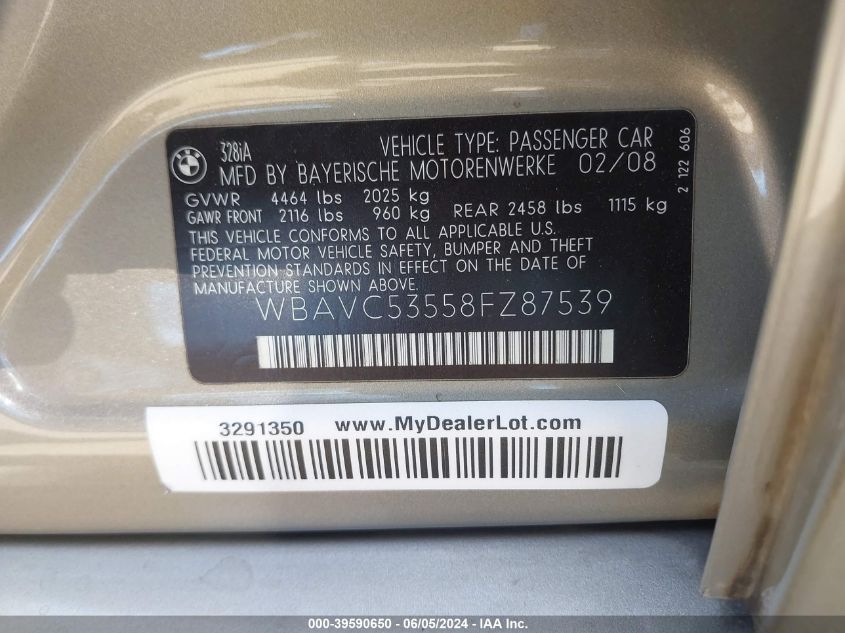 328iA VEHICLE TYPE: PASSENGER CAR
MFD BY BAYERISCHE MOTORENWERKE 02/08
GVWR 4464 lbs 2025 kg
GAWR FRONT 2116 lbs 960 kg REAR 2458 lbs 1115 kg
THIS VEHICLE CONFORMS TO ALL APPLICABLE U.S.
FEDERAL MOTOR VEHICLE SAFETY, BUMPER AND THEFT
PREVENTION STANDARDS IN EFFECT ON THE DATE OF
MANUFACTURE SHOWN ABOVE.
WBAVC53558FZ87539
2 122 606
3291350 www.MyDealerLot.com
000-39590650 - 06/05/2024 - IAA Inc.